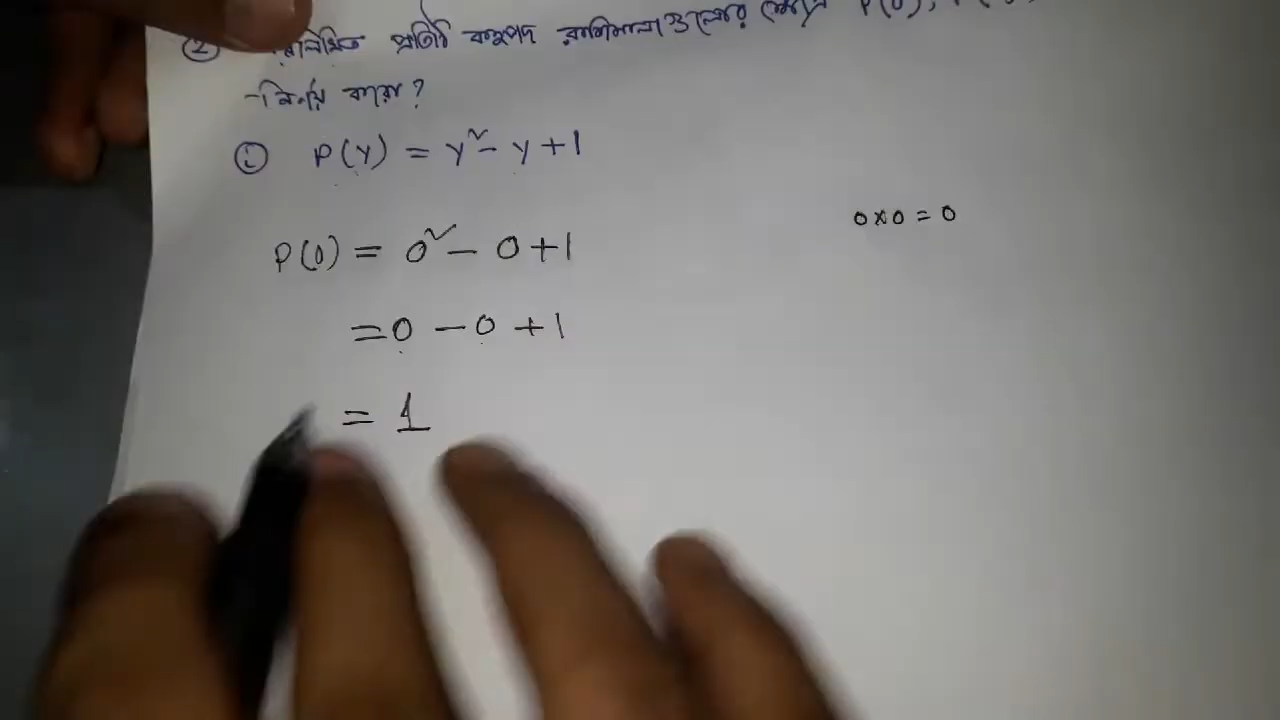 ② প্রতিটি বহুপদ রাশিমালাগুলোর P(0),
নির্ণয় করো?
ⓘ P(y) = y² - y + 1
0×0 = 0
P(0) = 0² - 0 + 1
= 0 - 0 + 1
= 1